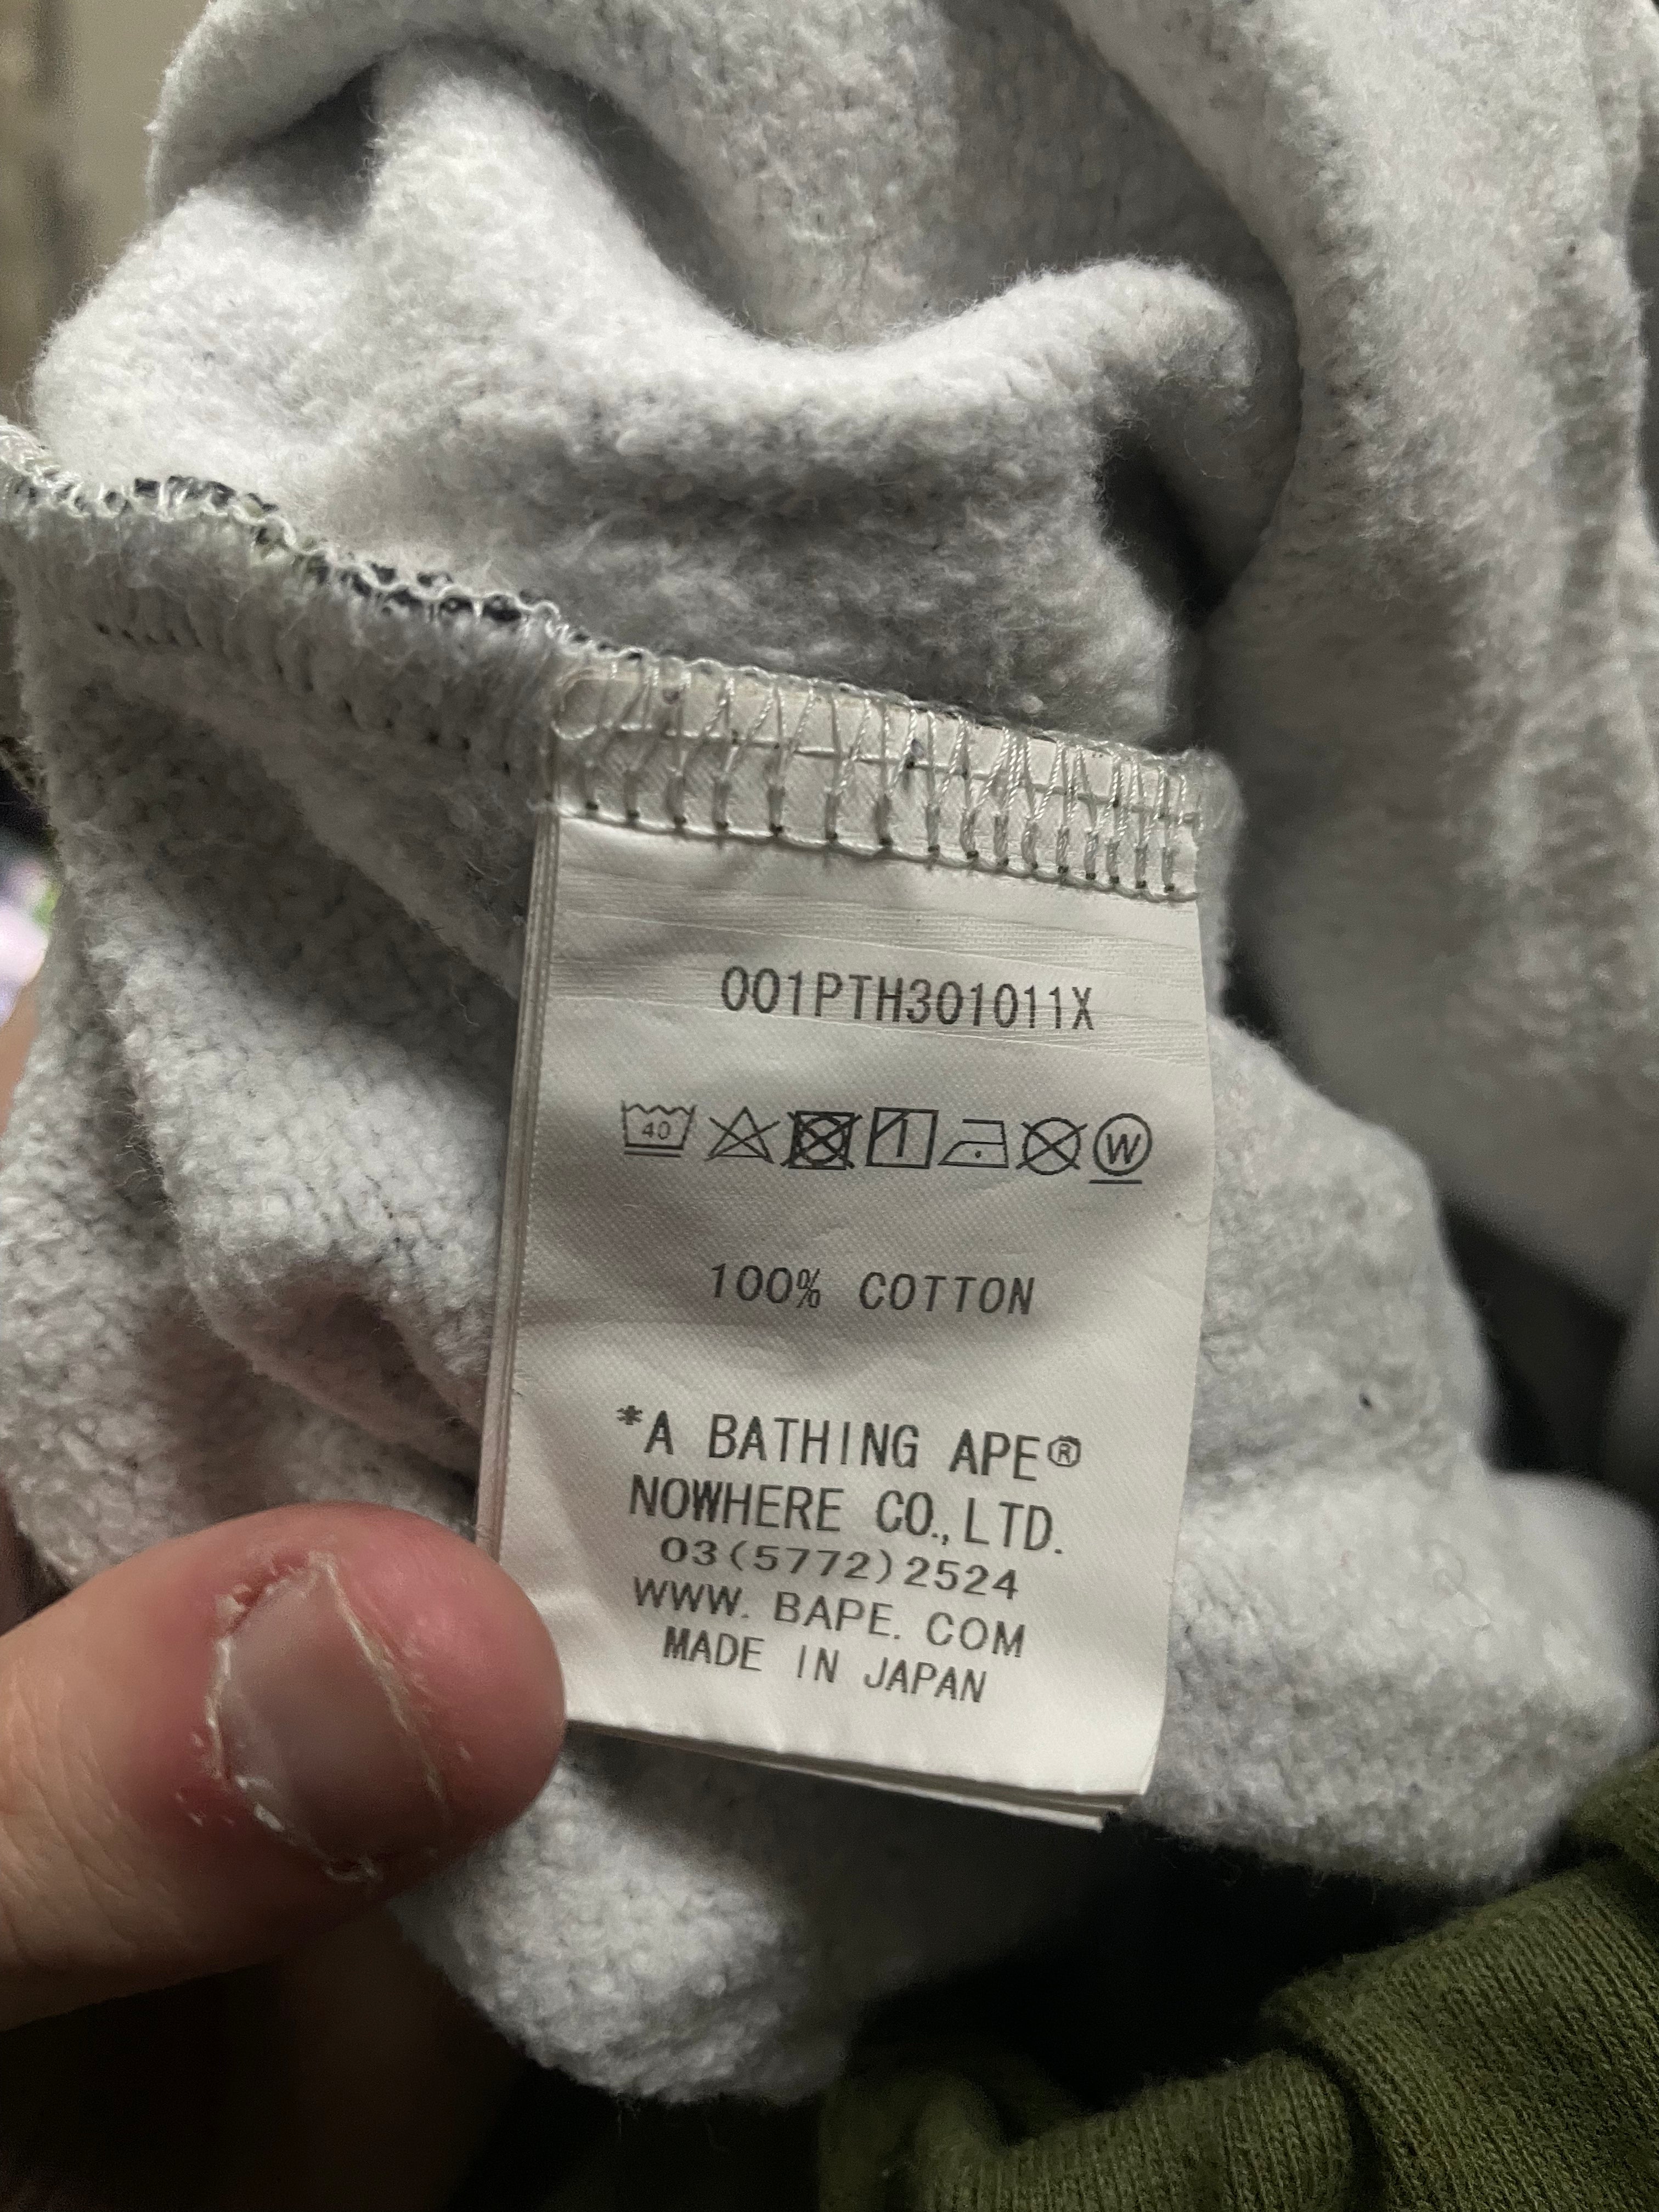 001PTH301011X
40 W
100% COTTON
*A BATHING APE®
NOWHERE CO.,LTD.
03(5772)2524
WWW. BAPE. COM
MADE IN JAPAN